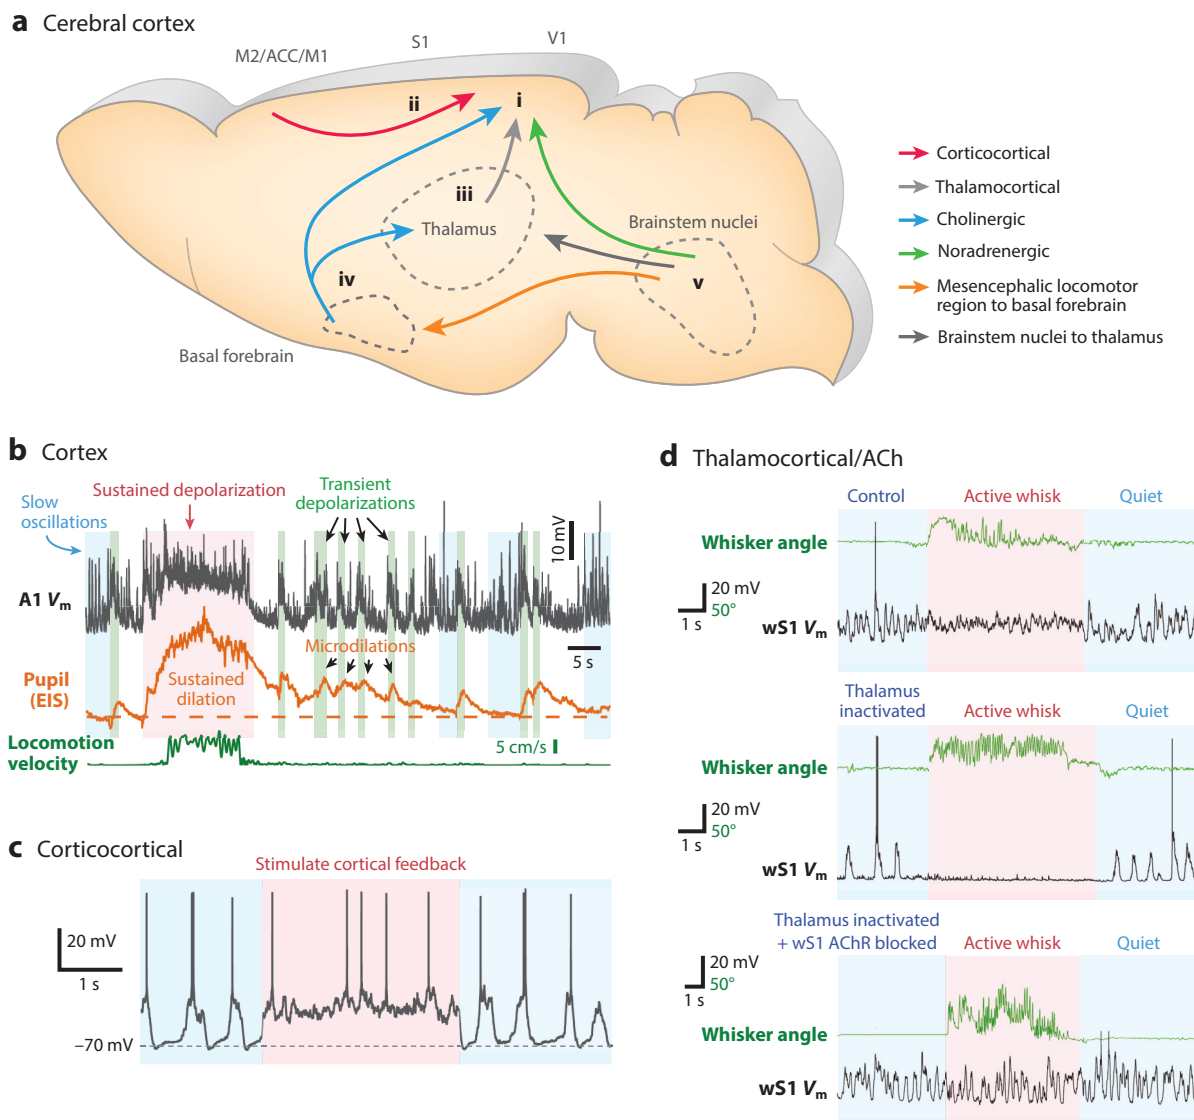 a Cerebral cortex
M2/ACC/M1
S1
V1
ii
i
iii
Thalamus
Brainstem nuclei
iv
v
Basal forebrain
Corticocortical
Thalamocortical
Cholinergic
Noradrenergic
Mesencephalic locomotor
region to basal forebrain
Brainstem nuclei to thalamus
b Cortex
Slow
oscillations
Sustained depolarization
Transient
depolarizations
10 mV
A1 Vm
5 s
Microdilations
Pupil
(EIS)
Sustained
dilation
Locomotion
velocity
5 cm/s
c Corticocortical
Stimulate cortical feedback
20 mV
1 s
–70 mV
d Thalamocortical/ACh
Control
Active whisk
Quiet
Whisker angle
20 mV
50°
1 s
wS1 Vm
Thalamus
inactivated
Active whisk
Quiet
Whisker angle
20 mV
50°
1 s
wS1 Vm
Thalamus inactivated
+ wS1 AChR blocked
Active whisk
Quiet
20 mV
50°
1 s
Whisker angle
wS1 Vm